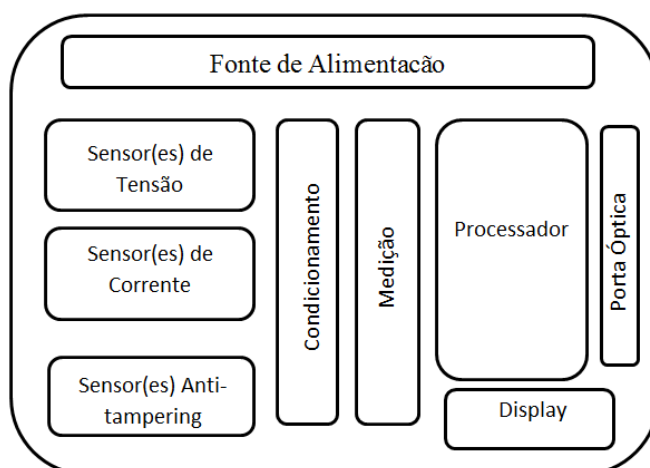 Fonte de Alimentacão
Sensor(es) de
Tensão
Sensor(es) de
Corrente
Sensor(es) Anti-
tampering
Condicionamento
Medição
Processador
Porta Óptica
Display